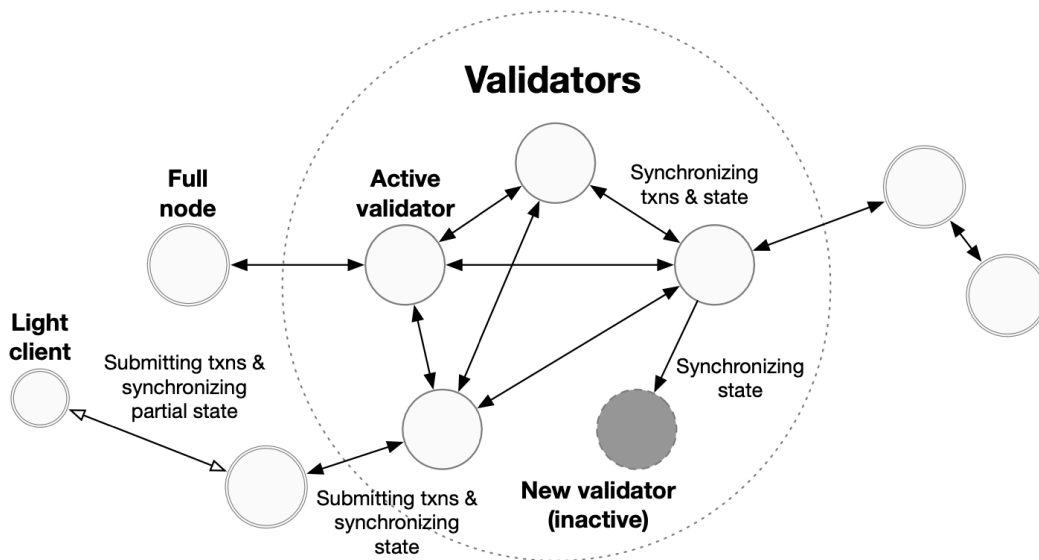 Validators
Full
node
Active
validator
Synchronizing
txns & state
Light
client
Submitting txns &
synchronizing
partial state
Synchronizing
state
Submitting txns &
synchronizing
state
New validator
(inactive)